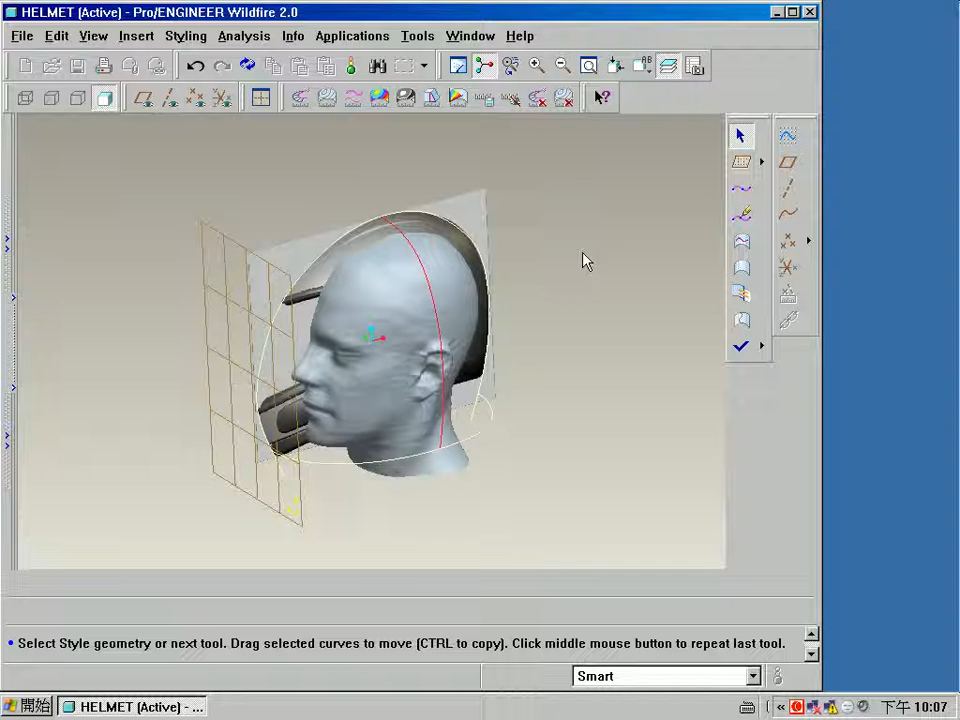 HELMET (Active) - Pro/ENGINEER Wildfire 2.0
File Edit View Insert Styling Analysis Info Applications Tools Window Help
Select Style geometry or next tool. Drag selected curves to move (CTRL to copy). Click middle mouse button to repeat last tool.
Smart
開始 HELMET (Active) - ... « 下午 10:07